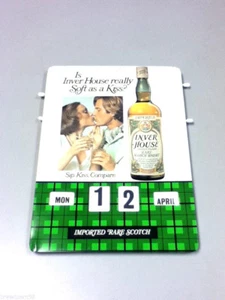 Is
Inver House really
Soft as a Kiss?
Sip. Kiss. Compare
INVER
HOUSE
MON
1 2
APRIL
IMPORTED RARE SCOTCH